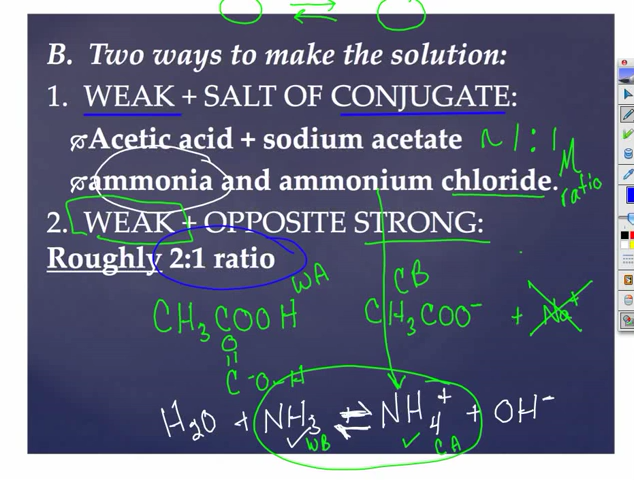 B. Two ways to make the solution:
1. WEAK + SALT OF CONJUGATE:
Acetic acid + sodium acetate ~ 1 : 1
M
ammonia and ammonium chloride. ratio
2. WEAK + OPPOSITE STRONG:
Roughly 2:1 ratio
WA CB
CH3COOH CH3COO⁻ + Na⁺
O
C-O-H
H2O + NH3 ⇌ NH4⁺ + OH⁻
WB CA